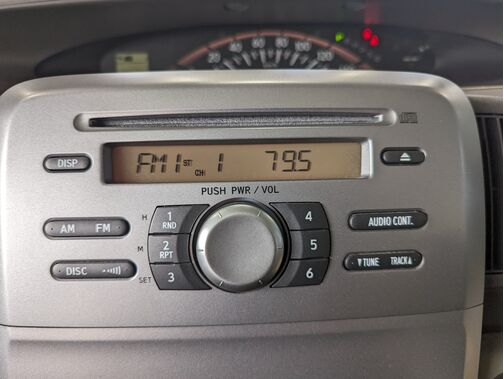 20 40 60 80 100 120 140
DISP
FM1 ST CH 1 79.5
PUSH PWR / VOL
AM FM
H 1 RND
4
AUDIO CONT.
M 2 RPT
5
DISC
SET 3
6
▼TUNE TRACK▲